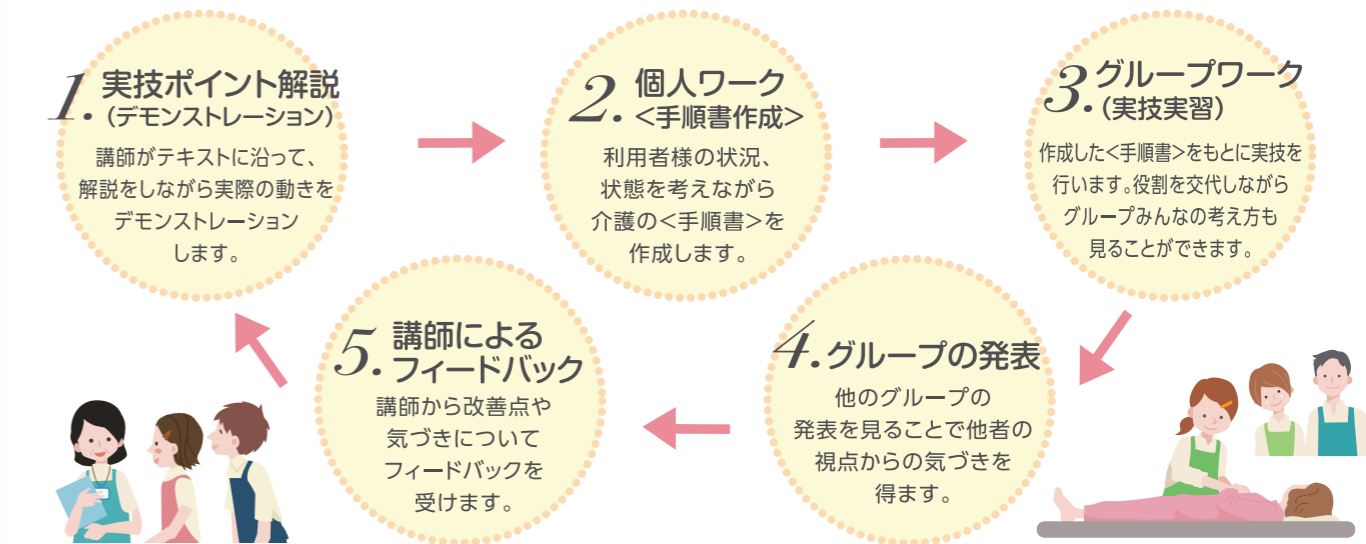 1. 実技ポイント解説
(デモンストレーション)
講師がテキストに沿って、
解説をしながら実際の動きを
デモンストレーション
します。
2. 個人ワーク
<手順書作成>
利用者様の状況、
状態を考えながら
介護の<手順書>を
作成します。
3. グループワーク
(実技実習)
作成した<手順書>をもとに実技を
行います。役割を交代しながら
グループみんなの考え方も
見ることができます。
4. グループの発表
他のグループの
発表を見ることで他者の
視点からの気づきを
得ます。
5. 講師による
フィードバック
講師から改善点や
気づきについて
フィードバックを
受けます。